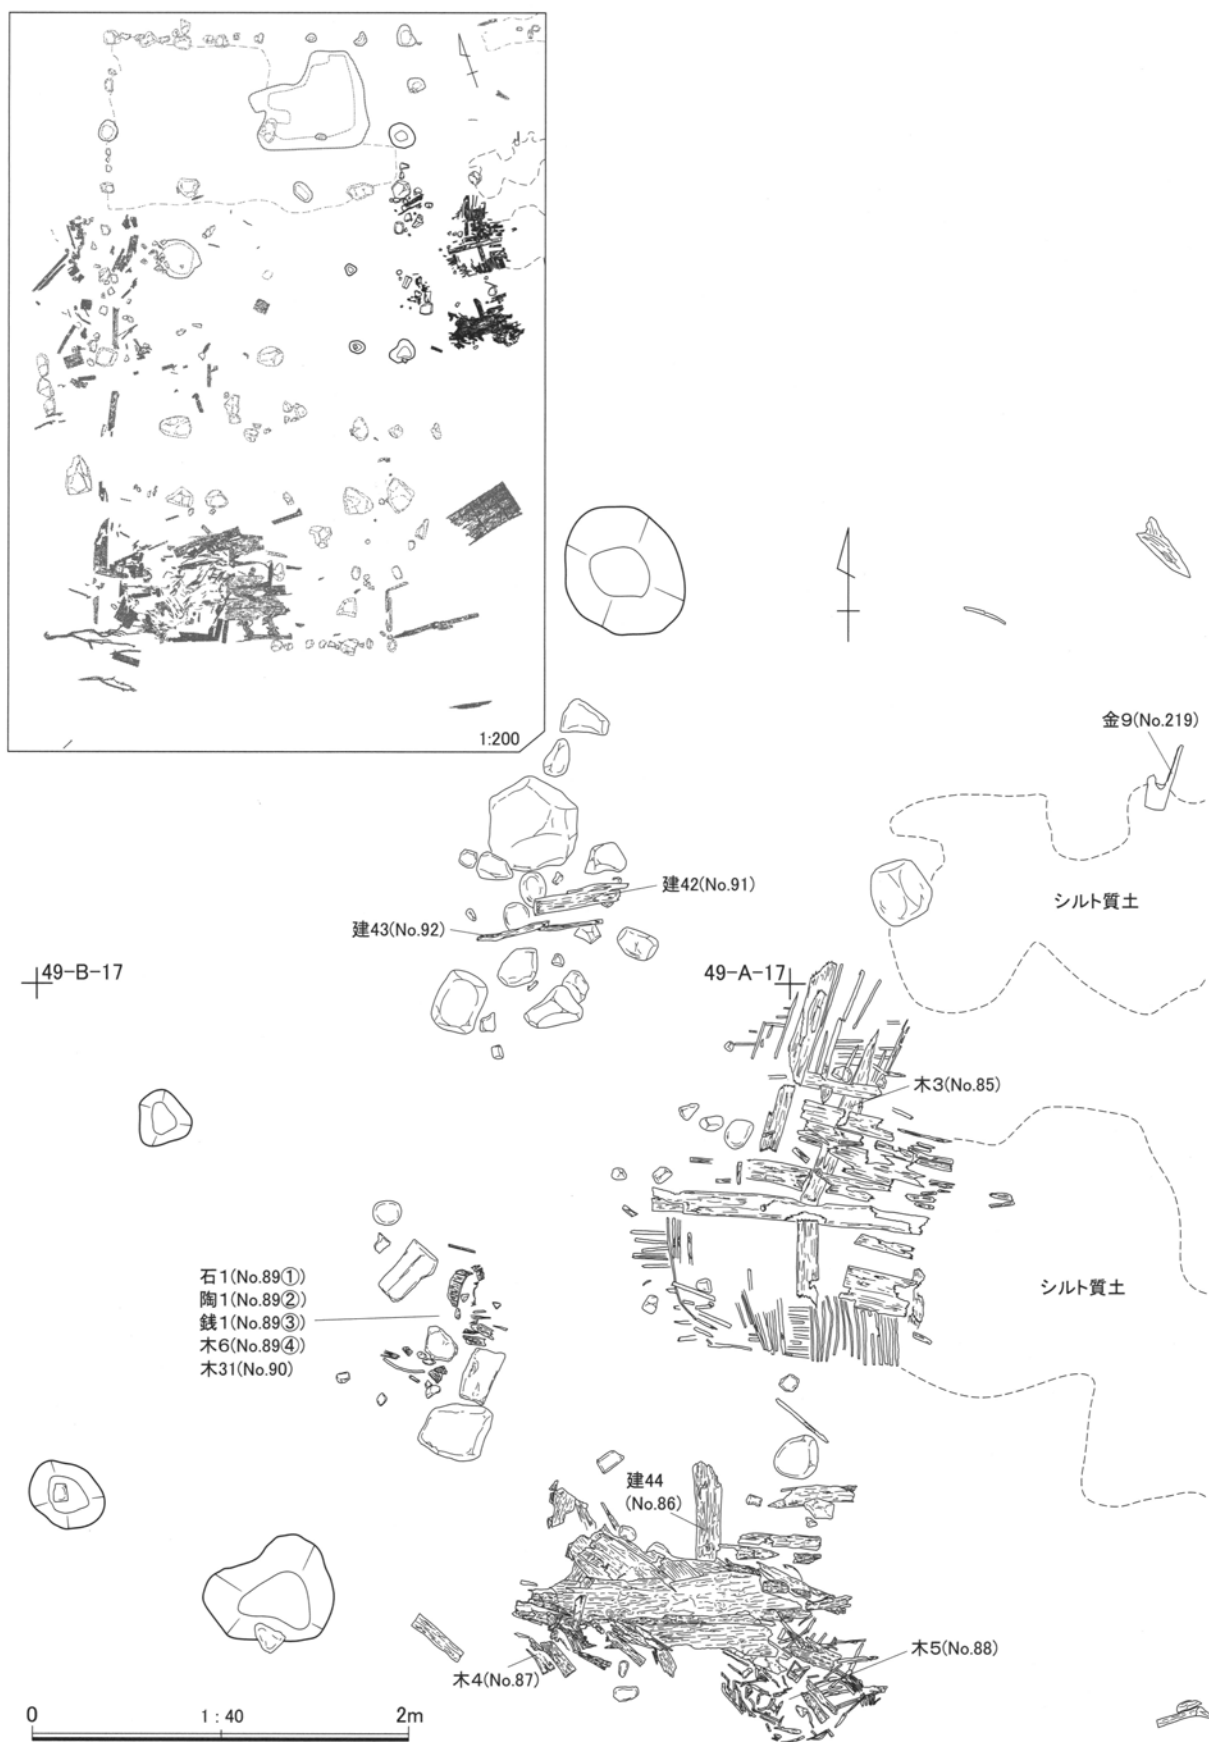 1:200
金9(No.219)
建42(No.91)
建43(No.92)
シルト質土
49-B-17
49-A-17
木3(No.85)
石1(No.89①)
陶1(No.89②)
銭1(No.89③)
木6(No.89④)
木31(No.90)
シルト質土
建44
(No.86)
木5(No.88)
木4(No.87)
0
1:40
2m